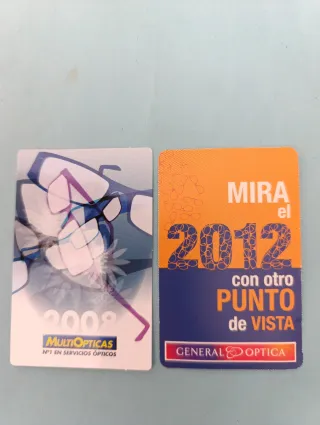 2008
MULTIOPTICAS
Nº1 EN SERVICIOS ÓPTICOS
MIRA
el
2012
con otro
PUNTO
de VISTA
GENERAL OPTICA